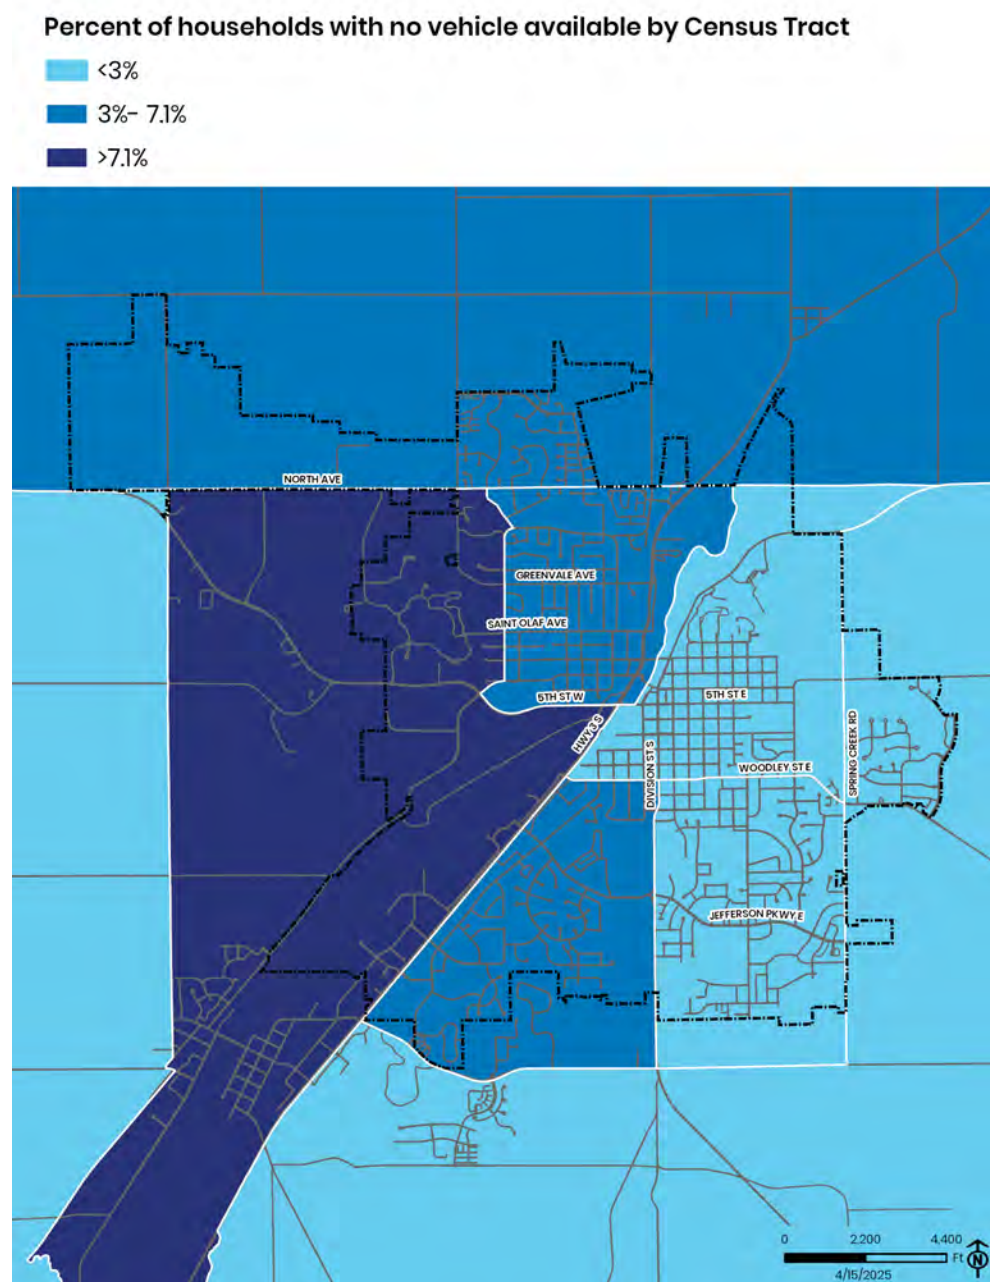 Percent of households with no vehicle available by Census Tract
<3%
3%- 7.1%
>7.1%
NORTH AVE
GREENVALE AVE
SAINT OLAF AVE
5TH ST W
5TH ST E
HWY 3 S
DIVISION ST S
WOODLEY ST E
SPRING CREEK RD
JEFFERSON PKWY E
0 2,200 4,400
Ft
N
4/15/2025